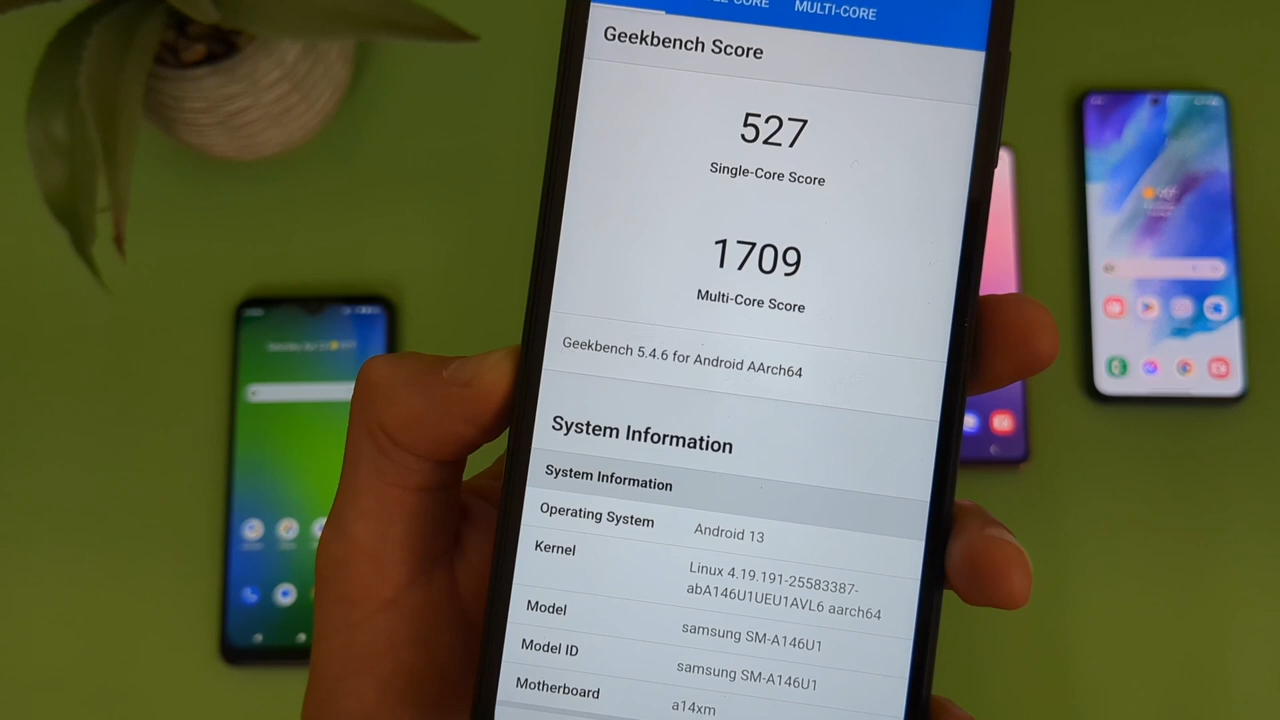 CORE
MULTI-CORE
Geekbench Score
527
Single-Core Score
1709
Multi-Core Score
Geekbench 5.4.6 for Android AArch64
System Information
System Information
Operating System Android 13
Kernel Linux 4.19.191-25583387-
abA146U1UEU1AVL6 aarch64
Model samsung SM-A146U1
Model ID samsung SM-A146U1
Motherboard a14xm